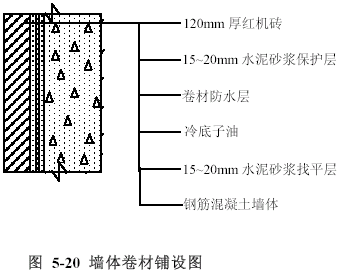 120mm 厚红机砖
15~20mm 水泥砂浆保护层
卷材防水层
冷底子油
15~20mm 水泥砂浆找平层
钢筋混凝土墙体
图 5-20 墙体卷材铺设图